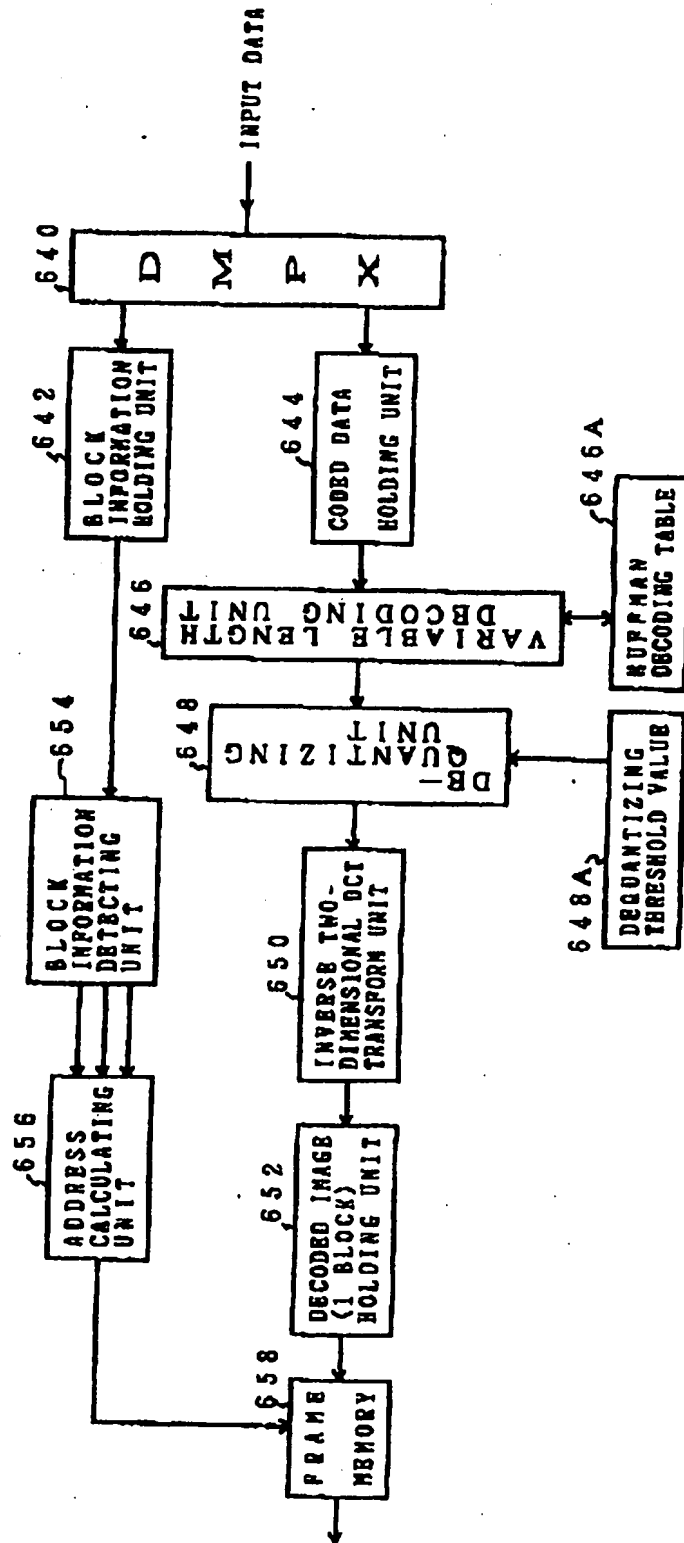 INPUT DATA
640
DMPX
642
BLOCK
INFORMATION
HOLDING UNIT
644
CODED DATA
HOLDING UNIT
646
VARIABLE LENGTH
DECODING UNIT
646A
HUFFMAN
DECODING TABLE
648
DE-
QUANTIZING
UNIT
648A
DEQUANTIZING
THRESHOLD VALUE
650
INVERSE TWO-
DIMENSIONAL DCT
TRANSFORM UNIT
652
DECODED IMAGE
(1 BLOCK)
HOLDING UNIT
654
BLOCK
INFORMATION
DETECTING
UNIT
656
ADDRESS
CALCULATING
UNIT
658
FRAME
MEMORY